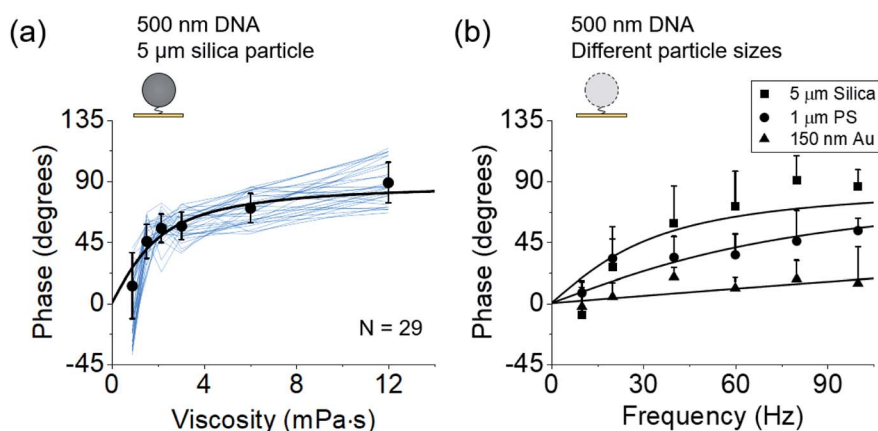 (a)
500 nm DNA
5 µm silica particle
135
90
45
0
-45
Phase (degrees)
N = 29
0 4 8 12
Viscosity (mPa·s)
(b)
500 nm DNA
Different particle sizes
5 µm Silica
1 µm PS
150 nm Au
135
90
45
0
-45
Phase (degrees)
0 30 60 90
Frequency (Hz)